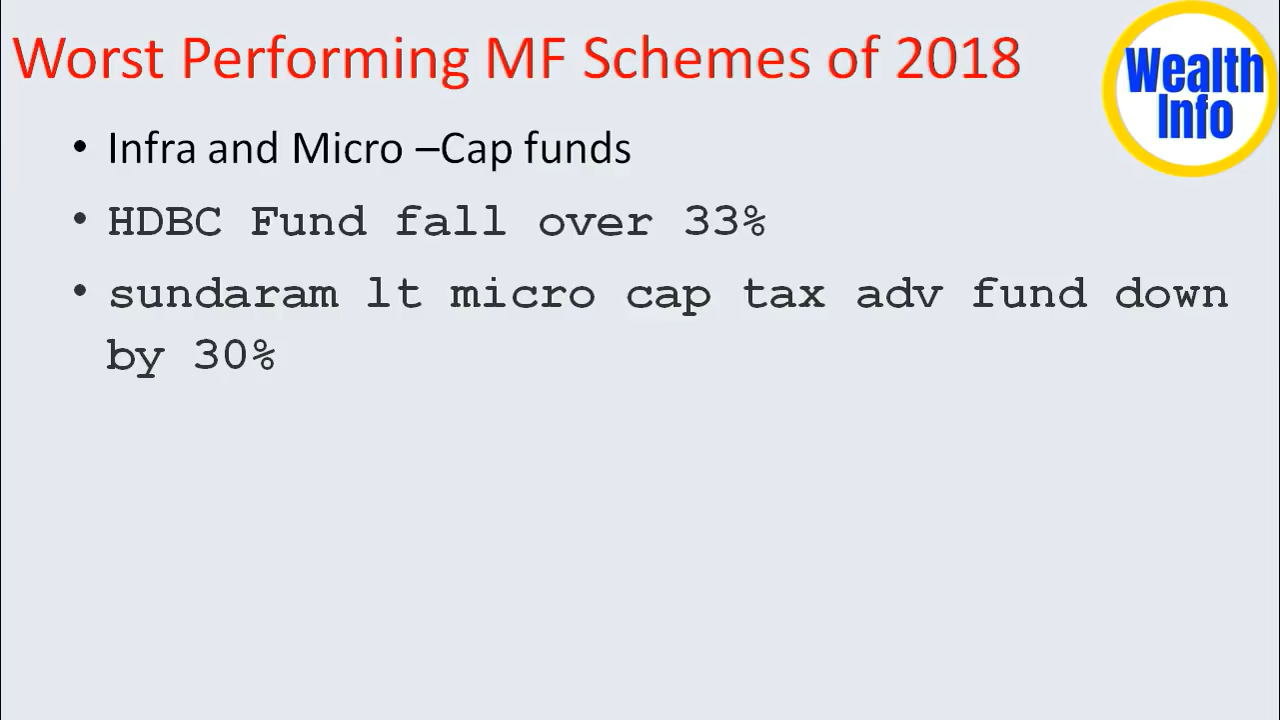 Worst Performing MF Schemes of 2018
Wealth
Info
• Infra and Micro –Cap funds
• HDBC Fund fall over 33%
• sundaram lt micro cap tax adv fund down
by 30%